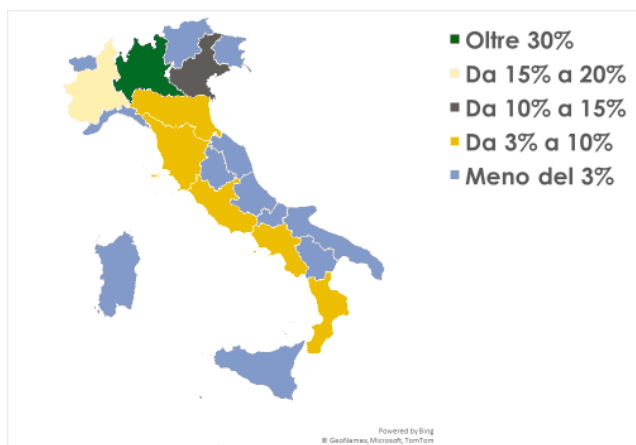 Oltre 30%
Da 15% a 20%
Da 10% a 15%
Da 3% a 10%
Meno del 3%
Powered by Bing
© GeoNames, Microsoft, TomTom